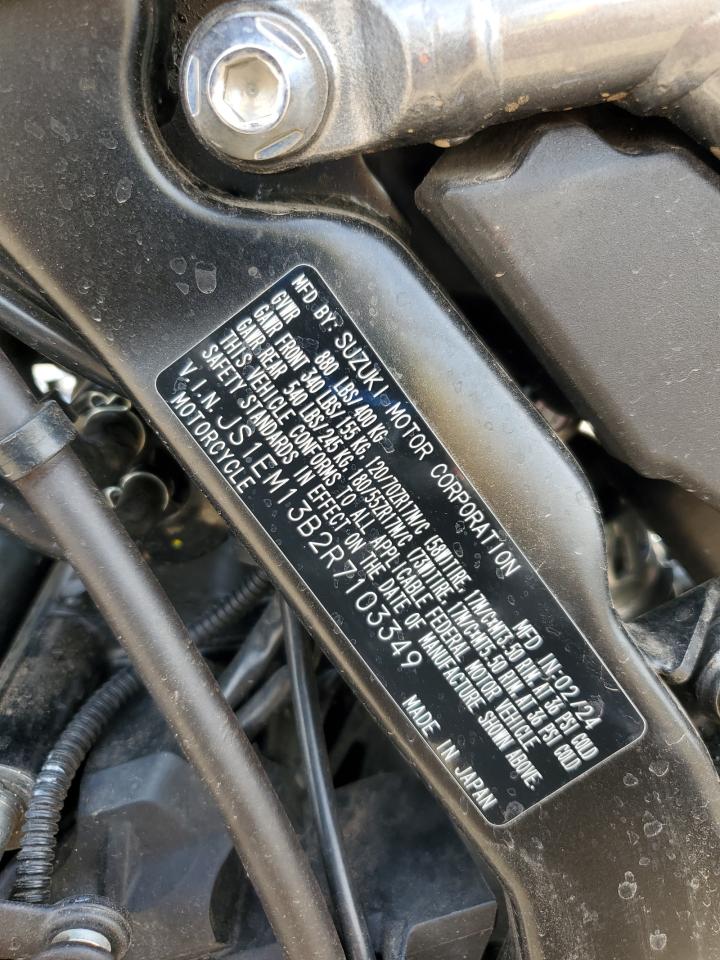 MFD BY: SUZUKI MOTOR CORPORATION MFD IN:02/24
GVWR 880 LBS/400 KG
GAWR FRONT 340 LBS/155 KG, 120/70ZR17M/C (58W)TIRE, 17M/CXMT3.50 RIM, AT 36 PSI COLD
GAWR REAR 540 LBS/245 KG, 180/55ZR17M/C (73W)TIRE, 17M/CXMT5.50 RIM, AT 36 PSI COLD
THIS VEHICLE CONFORMS TO ALL APPLICABLE FEDERAL MOTOR VEHICLE
SAFETY STANDARDS IN EFFECT ON THE DATE OF MANUFACTURE SHOWN ABOVE.
V.I.N. JS1EM13B2R7103349
MOTORCYCLE MADE IN JAPAN